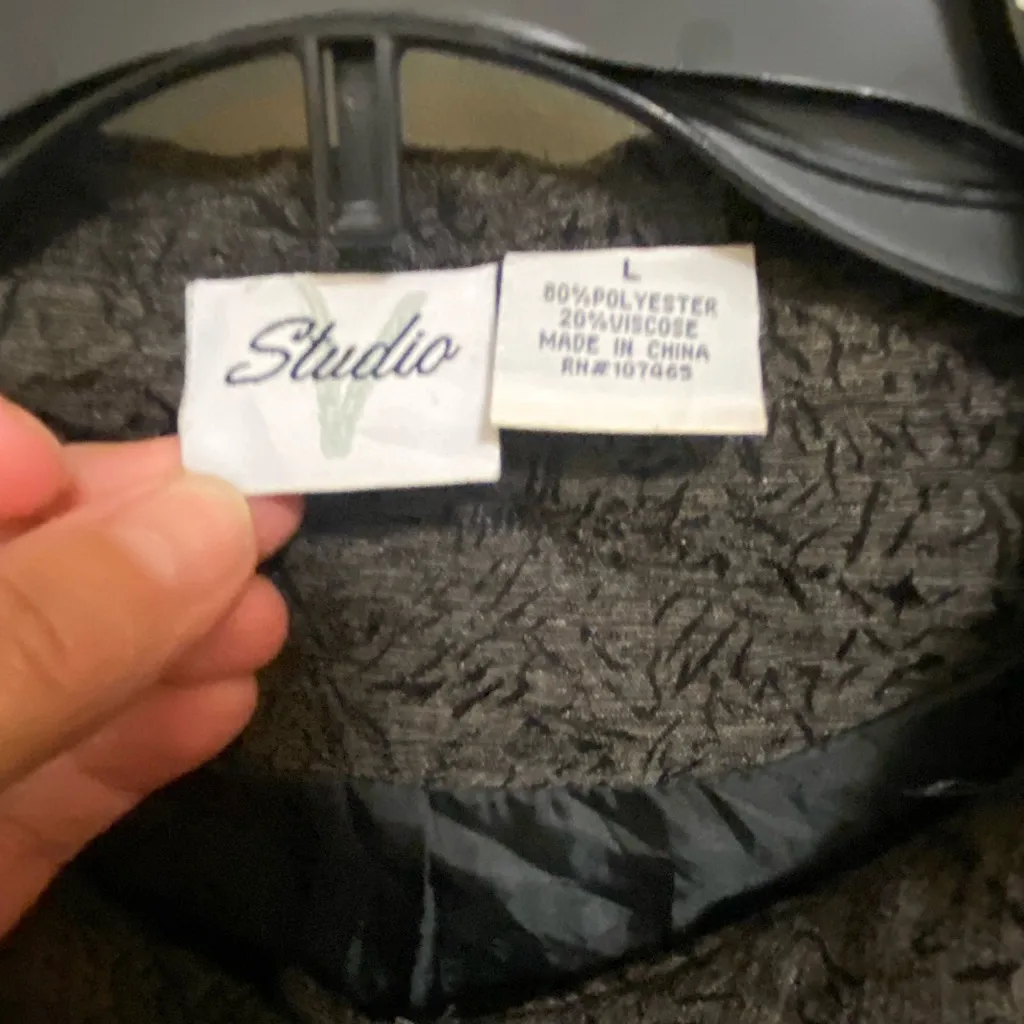 V
Studio
L
80%POLYESTER
20%VISCOSE
MADE IN CHINA
RN#107465